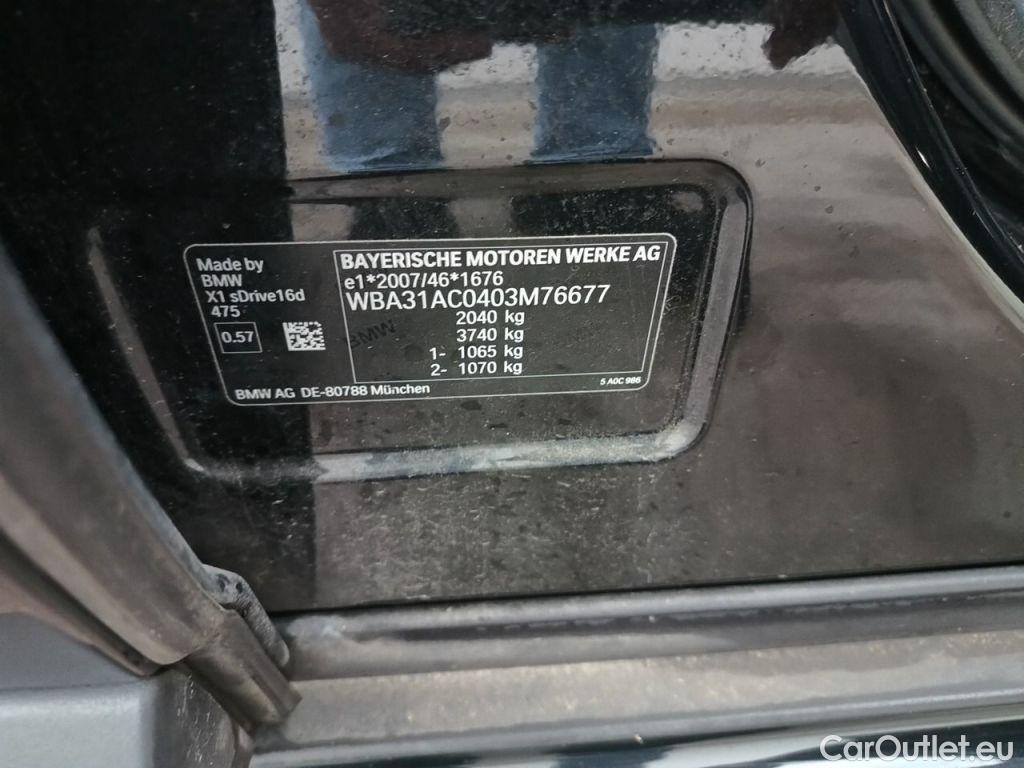 Made by
BMW
X1 sDrive16d
475
0.57
BAYERISCHE MOTOREN WERKE AG
e1*2007/46*1676
WBA31AC0403M76677
2040 kg
3740 kg
1- 1065 kg
2- 1070 kg
BMW
BMW AG DE-80788 München
5 A0C 986
CarOutlet.eu